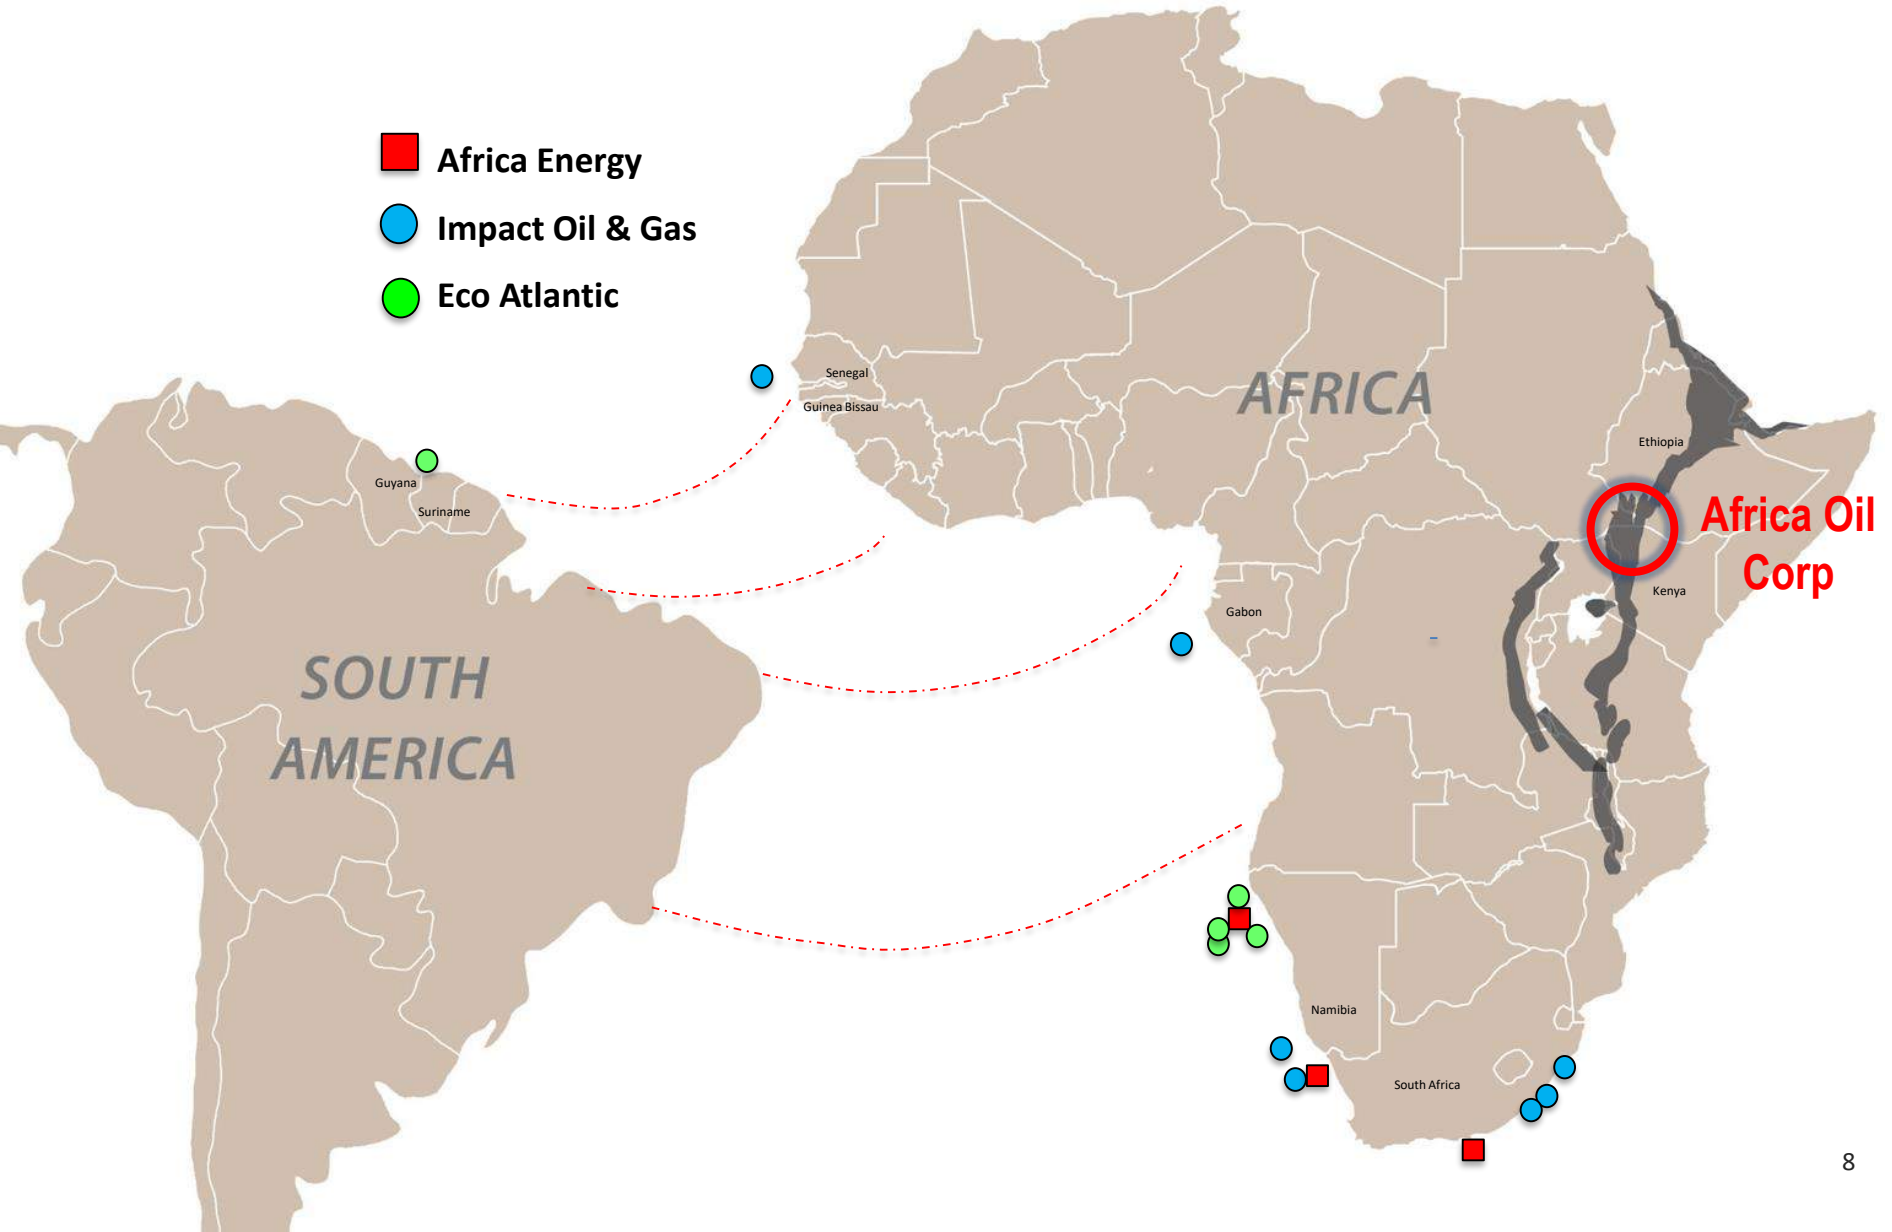 Africa Energy
Impact Oil & Gas
Eco Atlantic
Senegal
Guinea Bissau
AFRICA
Ethiopia
Guyana
Suriname
Africa Oil
Corp
Kenya
Gabon
SOUTH
AMERICA
Namibia
South Africa
8